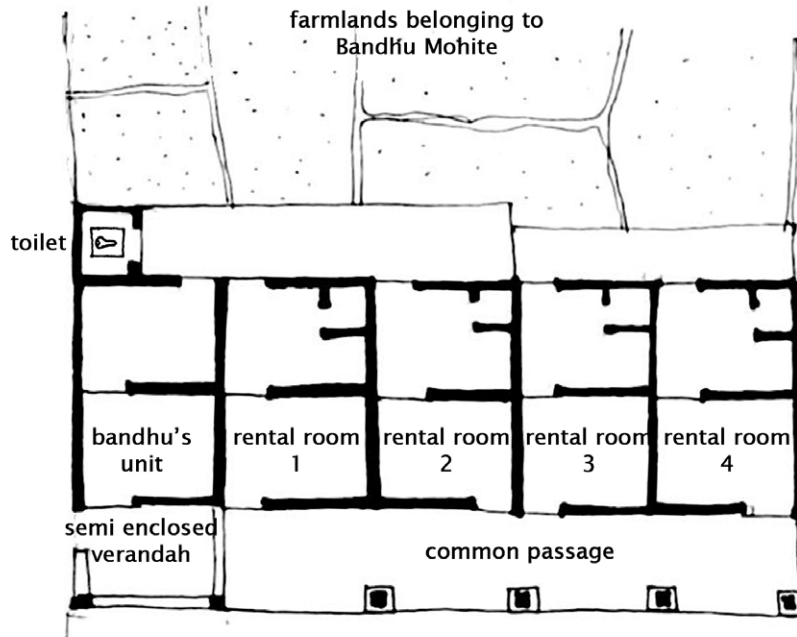 farmlands belonging to
Bandhu Mohite
toilet
bandhu's
unit
rental room
1
rental room
2
rental room
3
rental room
4
semi enclosed
verandah
common passage